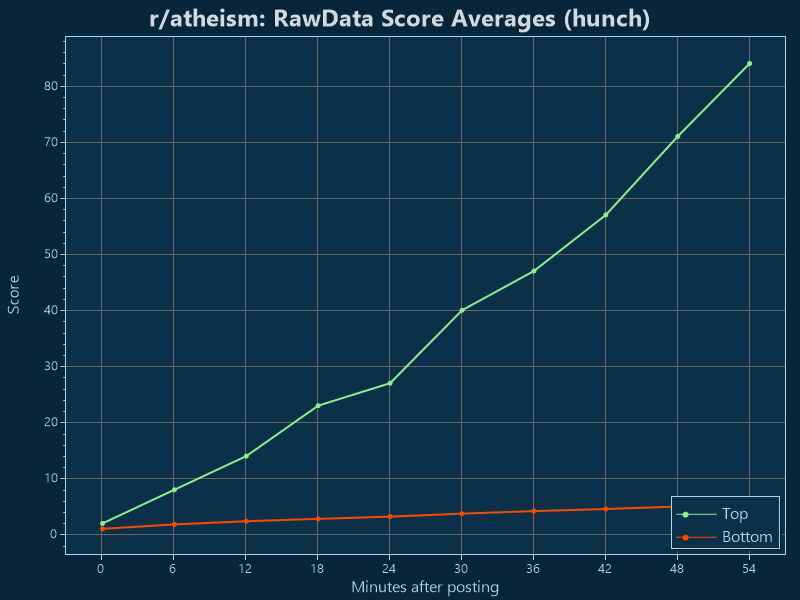 r/atheism: RawData Score Averages (hunch)
Score
80
70
60
50
40
30
20
10
0
Top
Bottom
0 6 12 18 24 30 36 42 48 54
Minutes after posting